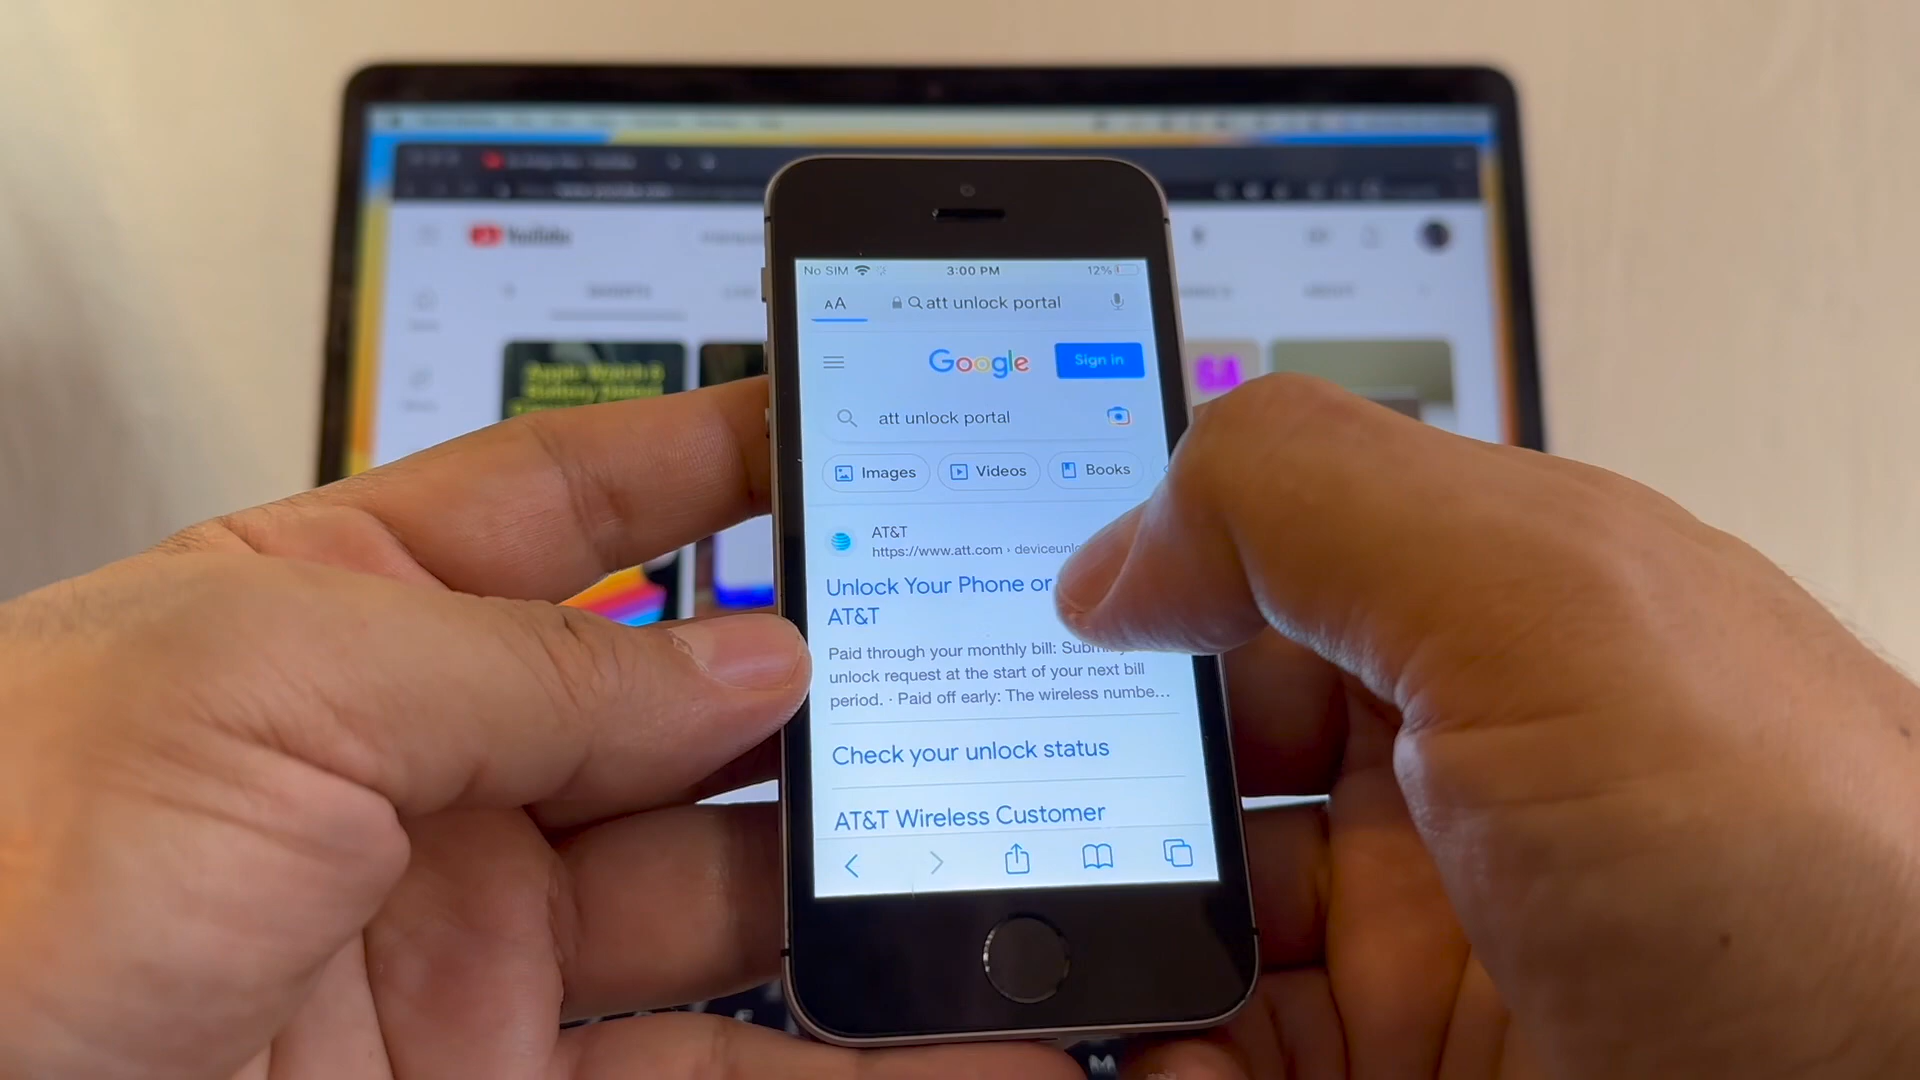 YouTube
No SIM 3:00 PM 12%
AA att unlock portal
Google Sign in
att unlock portal
Images Videos Books
AT&T
https://www.att.com › deviceunlo
Unlock Your Phone or
AT&T
Paid through your monthly bill: Submit
unlock request at the start of your next bill
period. · Paid off early: The wireless numbe...
Check your unlock status
AT&T Wireless Customer
M